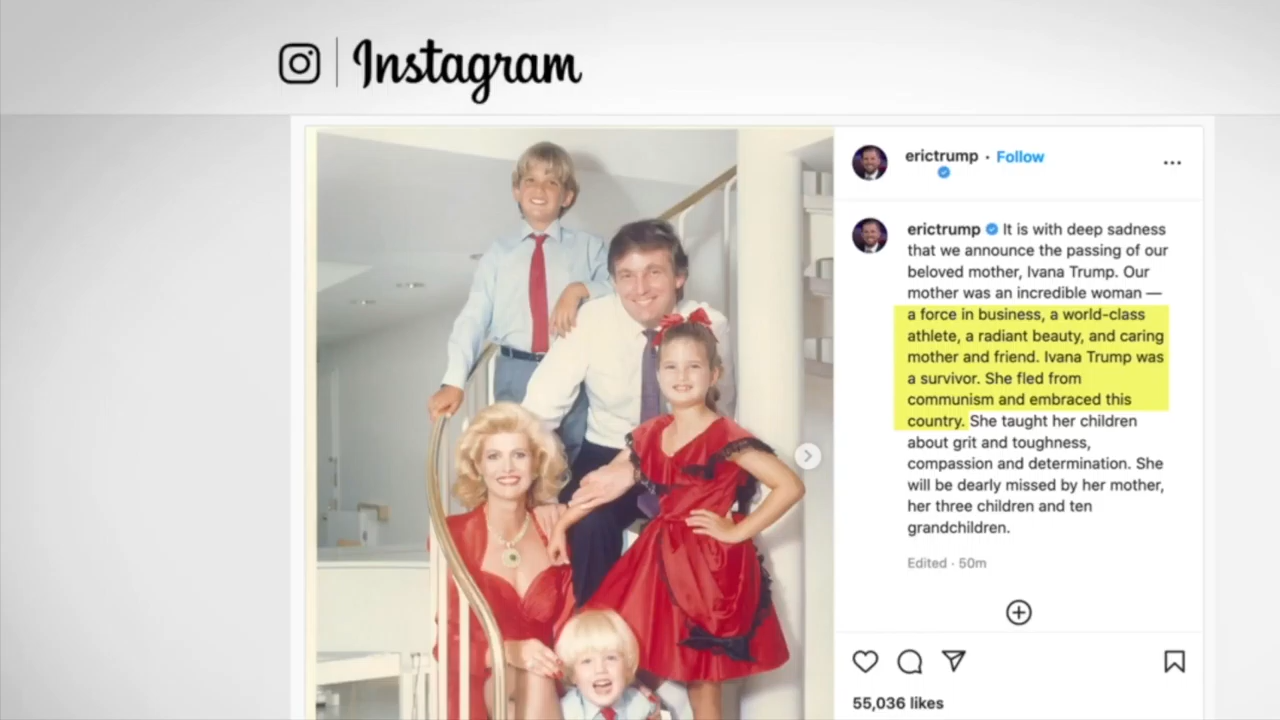 Instagram
erictrump · Follow
...
erictrump It is with deep sadness
that we announce the passing of our
beloved mother, Ivana Trump. Our
mother was an incredible woman —
a force in business, a world-class
athlete, a radiant beauty, and caring
mother and friend. Ivana Trump was
a survivor. She fled from
communism and embraced this
country. She taught her children
about grit and toughness,
compassion and determination. She
will be dearly missed by her mother,
her three children and ten
grandchildren.
Edited · 50m
55,036 likes